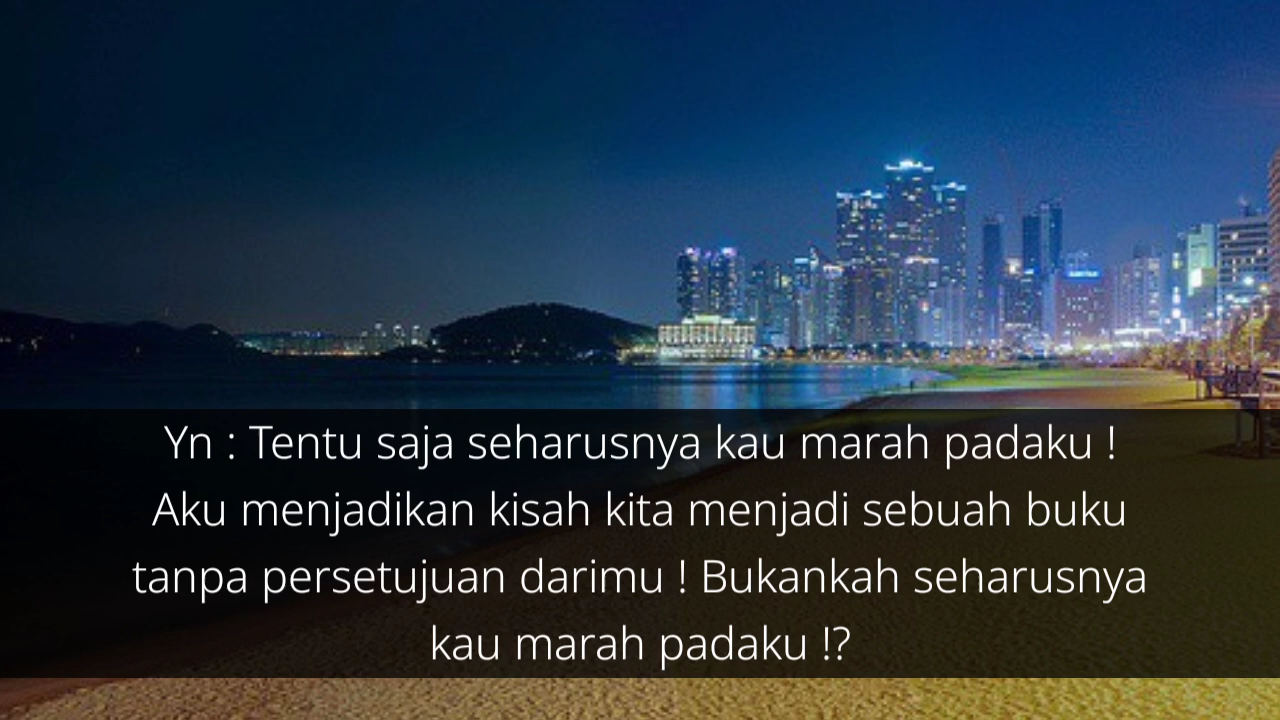 Yn : Tentu saja seharusnya kau marah padaku !
Aku menjadikan kisah kita menjadi sebuah buku
tanpa persetujuan darimu ! Bukankah seharusnya
kau marah padaku !?